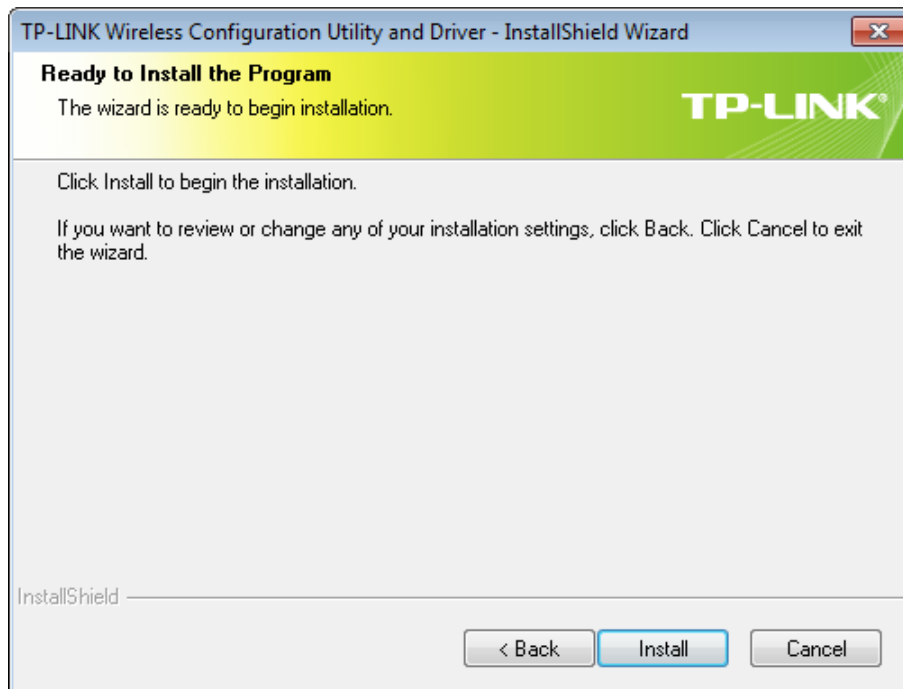 TP-LINK Wireless Configuration Utility and Driver - InstallShield Wizard
Ready to Install the Program
The wizard is ready to begin installation.
TP-LINK®
Click Install to begin the installation.
If you want to review or change any of your installation settings, click Back. Click Cancel to exit
the wizard.
InstallShield
< Back
Install
Cancel